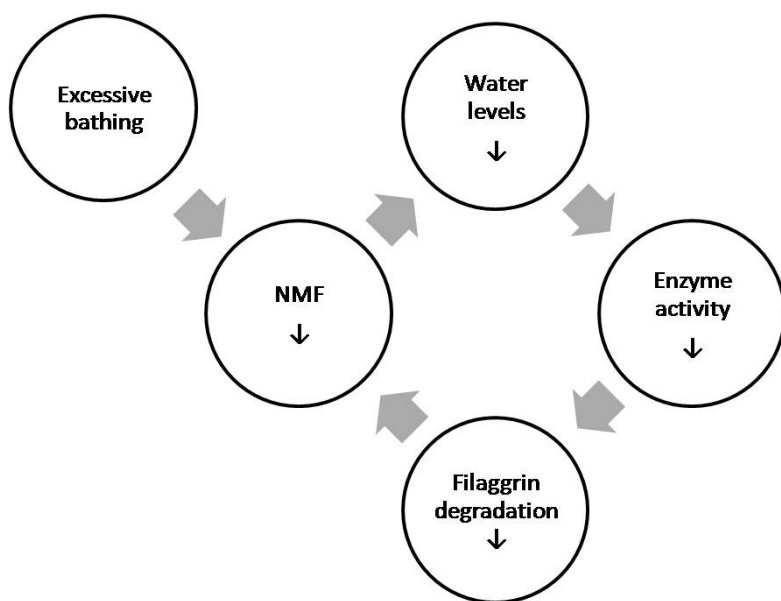 Excessive
bathing
Water
levels
↓
NMF
↓
Enzyme
activity
↓
Filaggrin
degradation
↓